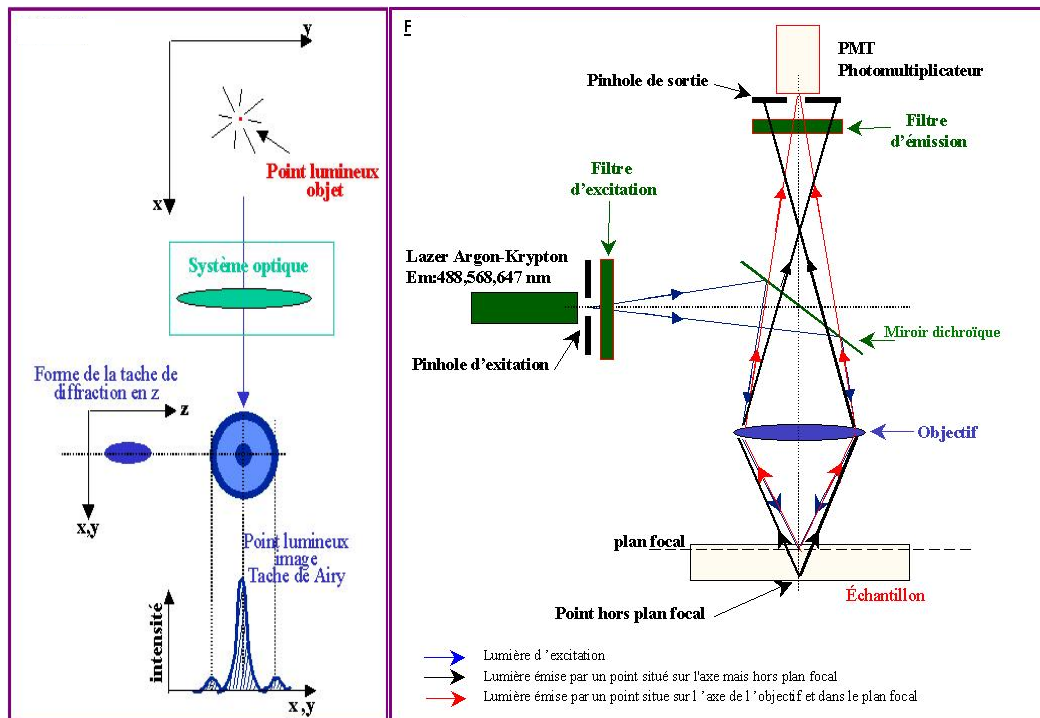 y
Point lumineux
objet
x
Système optique
Forme de la tache de
diffraction en z
z
x,y
Point lumineux
image
Tache de Airy
intensité
x,y
F
PMT
Photomultiplicateur
Pinhole de sortie
Filtre
d'émission
Filtre
d'excitation
Lazer Argon-Krypton
Em:488,568,647 nm
Miroir dichroïque
Pinhole d'exitation
Objectif
plan focal
Échantillon
Point hors plan focal
Lumière d 'excitation
Lumière émise par un point situé sur l'axe mais hors plan focal
Lumière émise par un point situe sur l 'axe de l 'objectif et dans le plan focal